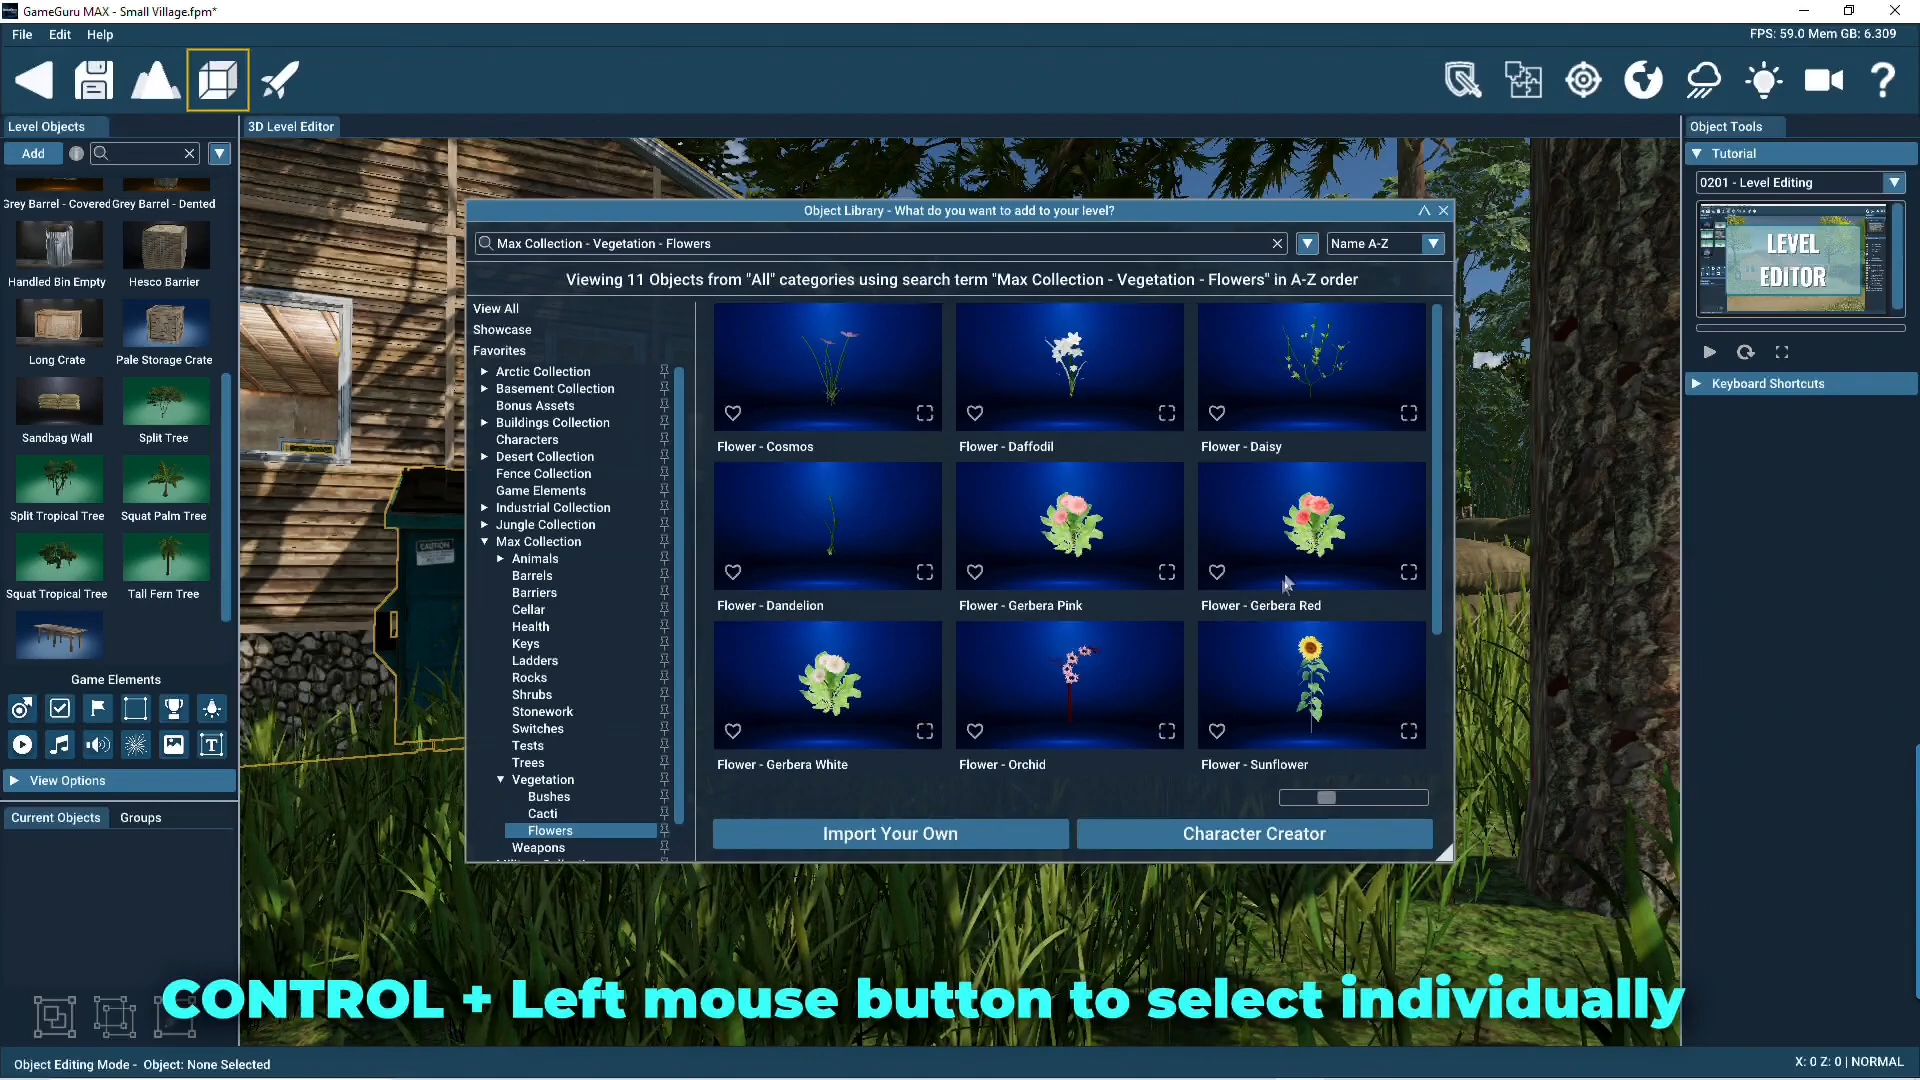 GameGuru MAX - Small Village.fpm*
File Edit Help
FPS: 59.0 Mem GB: 6.309
Level Objects
Add
Grey Barrel - Covered Grey Barrel - Dented
Handled Bin Empty Hesco Barrier
Long Crate Pale Storage Crate
Sandbag Wall Split Tree
Split Tropical Tree Squat Palm Tree
Squat Tropical Tree Tall Fern Tree
Game Elements
View Options
Current Objects Groups
3D Level Editor
CAUTION
Object Library - What do you want to add to your level?
Max Collection - Vegetation - Flowers
Name A-Z
Viewing 11 Objects from "All" categories using search term "Max Collection - Vegetation - Flowers" in A-Z order
View All
Showcase
Favorites
Arctic Collection
Basement Collection
Bonus Assets
Buildings Collection
Characters
Desert Collection
Fence Collection
Game Elements
Industrial Collection
Jungle Collection
Max Collection
Animals
Barrels
Barriers
Cellar
Health
Keys
Ladders
Rocks
Shrubs
Stonework
Switches
Tests
Trees
Vegetation
Bushes
Cacti
Flowers
Weapons
Flower - Cosmos Flower - Daffodil Flower - Daisy
Flower - Dandelion Flower - Gerbera Pink Flower - Gerbera Red
Flower - Gerbera White Flower - Orchid Flower - Sunflower
Import Your Own Character Creator
Object Tools
Tutorial
0201 - Level Editing
LEVEL
EDITOR
Keyboard Shortcuts
CONTROL + Left mouse button to select individually
Object Editing Mode - Object: None Selected
X: 0 Z: 0 | NORMAL